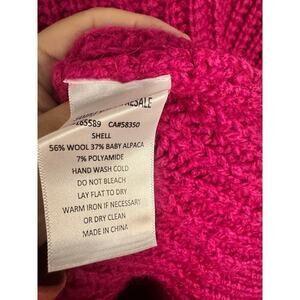 CA#58350
SHELL
56% WOOL 37% BABY ALPACA
7% POLYAMIDE
HAND WASH COLD
DO NOT BLEACH
LAY FLAT TO DRY
WARM IRON IF NECESSARY
OR DRY CLEAN
MADE IN CHINA